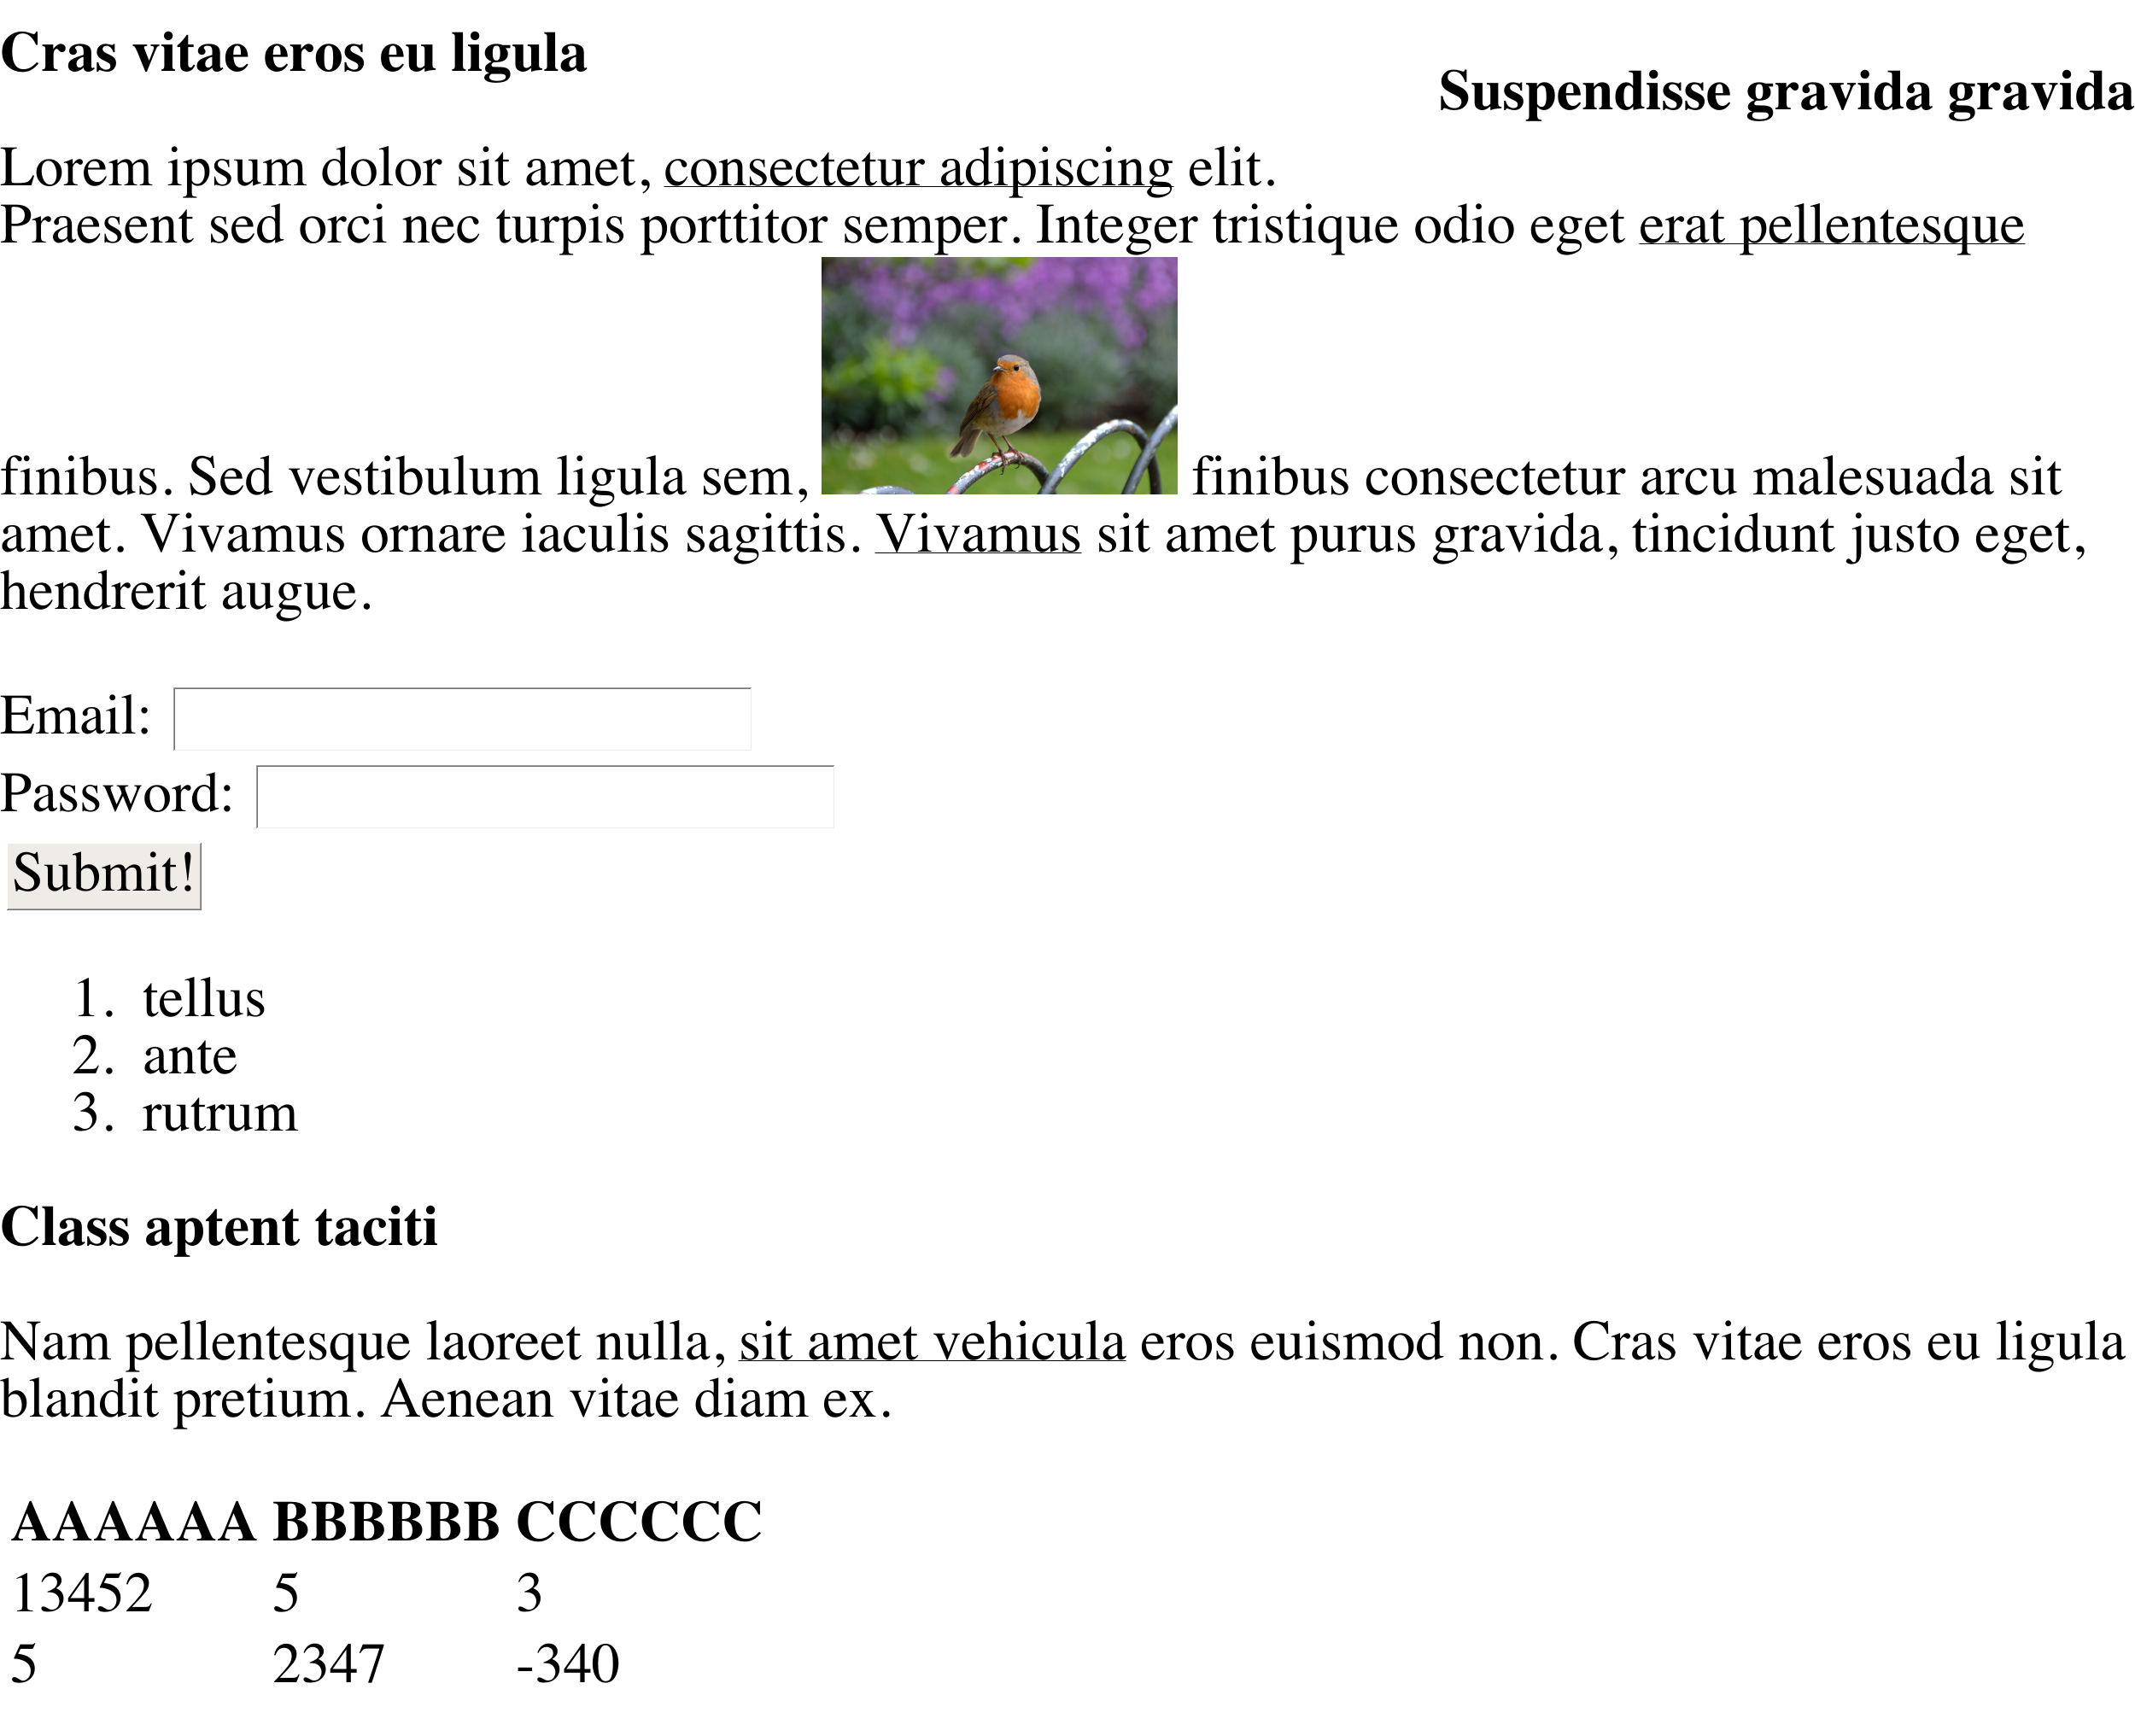 Cras vitae eros eu ligula
Suspendisse gravida gravida
Lorem ipsum dolor sit amet, consectetur adipiscing elit.
Praesent sed orci nec turpis porttitor semper. Integer tristique odio eget erat pellentesque
finibus. Sed vestibulum ligula sem, finibus consectetur arcu malesuada sit
amet. Vivamus ornare iaculis sagittis. Vivamus sit amet purus gravida, tincidunt justo eget,
hendrerit augue.
Email:
Password:
Submit!
1. tellus
2. ante
3. rutrum
Class aptent taciti
Nam pellentesque laoreet nulla, sit amet vehicula eros euismod non. Cras vitae eros eu ligula
blandit pretium. Aenean vitae diam ex.
AAAAAA BBBBBB CCCCCC
13452 5 3
5 2347 -340